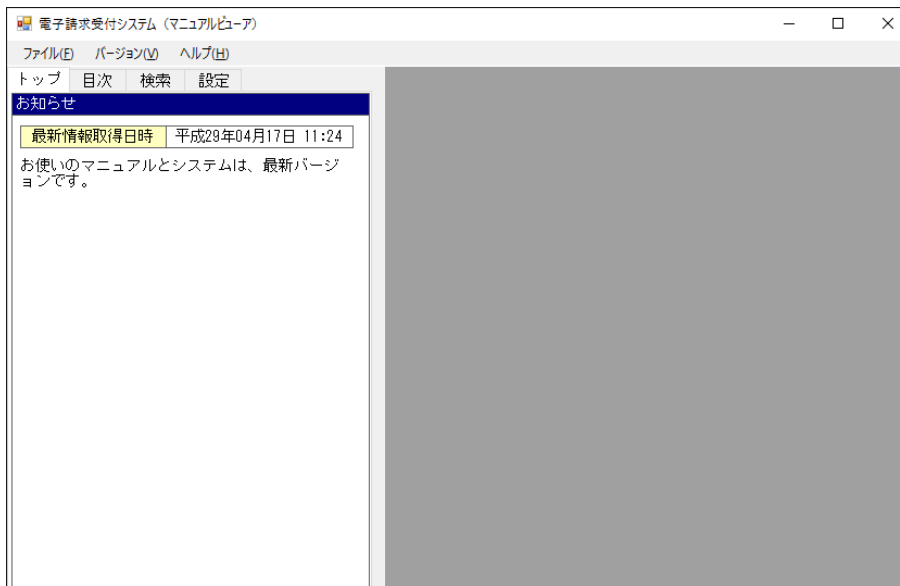 電子請求受付システム（マニュアルビューア）
ファイル(F) バージョン(V) ヘルプ(H)
トップ 目次 検索 設定
お知らせ
最新情報取得日時 平成29年04月17日 11:24
お使いのマニュアルとシステムは、最新バージ
ョンです。